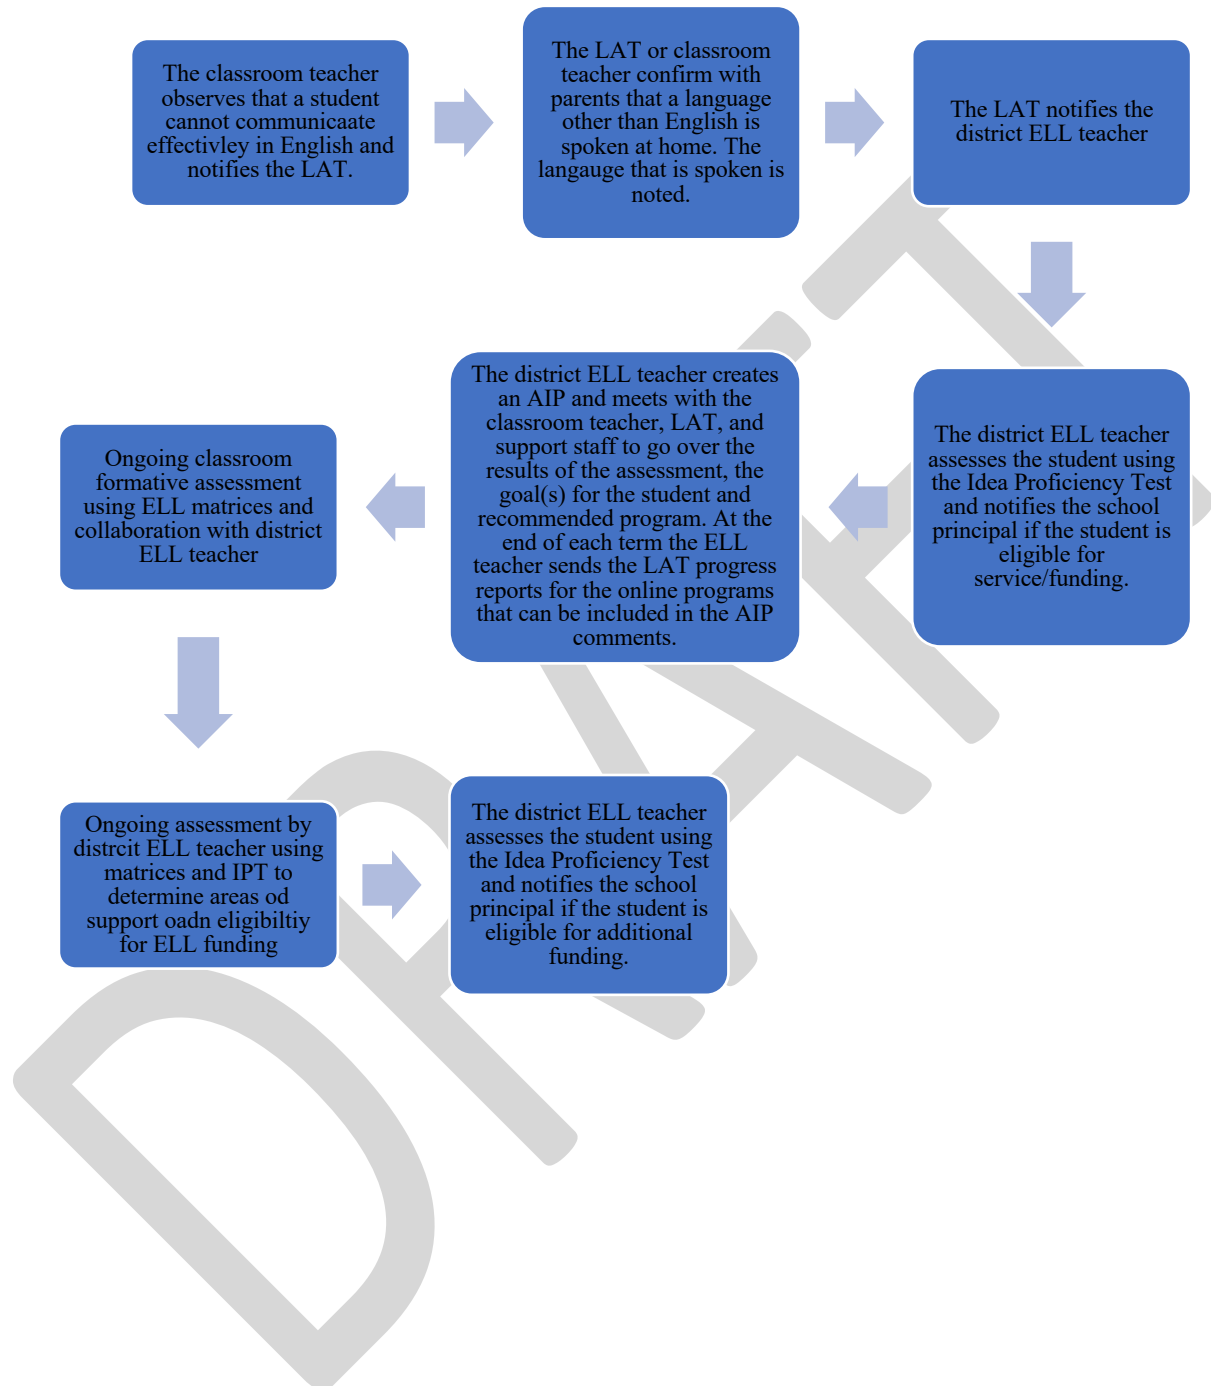 The classroom teacher
observes that a student
cannot communicaate
effectivley in English and
notifies the LAT.
The LAT or classroom
teacher confirm with
parents that a language
other than English is
spoken at home. The
langauge that is spoken is
noted.
The LAT notifies the
district ELL teacher
The district ELL teacher
assesses the student using
the Idea Proficiency Test
and notifies the school
principal if the student is
eligible for
service/funding.
The district ELL teacher creates
an AIP and meets with the
classroom teacher, LAT, and
support staff to go over the
results of the assessment, the
goal(s) for the student and
recommended program. At the
end of each term the ELL
teacher sends the LAT progress
reports for the online programs
that can be included in the AIP
comments.
Ongoing classroom
formative assessment
using ELL matrices and
collaboration with district
ELL teacher
Ongoing assessment by
distrcit ELL teacher using
matrices and IPT to
determine areas od
support oadn eligibiltiy
for ELL funding
The district ELL teacher
assesses the student using
the Idea Proficiency Test
and notifies the school
principal if the student is
eligible for additional
funding.
DRAFT